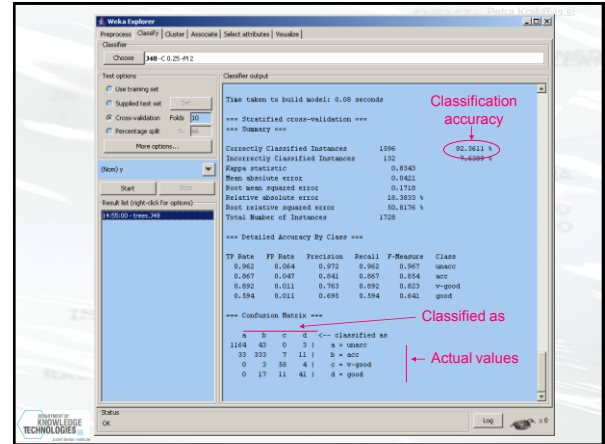 Petra.Kralj@ijs.si
Weka Explorer
Preprocess Classify Cluster Associate Select attributes Visualize
Classifier
Choose J48 -C 0.25 -M 2
Test options
Use training set
Supplied test set Set...
Cross-validation Folds 10
Percentage split % 66
More options...
(Nom) y
Start Stop
Result list (right-click for options)
14:55:00 - trees.J48
Classifier output
Time taken to build model: 0.08 seconds
Classification
accuracy
=== Stratified cross-validation ===
=== Summary ===
Correctly Classified Instances 1596 92.3611 %
Incorrectly Classified Instances 132 7.6389 %
Kappa statistic 0.8343
Mean absolute error 0.0421
Root mean squared error 0.1718
Relative absolute error 18.3833 %
Root relative squared error 50.8176 %
Total Number of Instances 1728
=== Detailed Accuracy By Class ===
TP Rate FP Rate Precision Recall F-Measure Class
0.962 0.064 0.972 0.962 0.967 unacc
0.867 0.047 0.841 0.867 0.854 acc
0.892 0.011 0.763 0.892 0.823 v-good
0.594 0.011 0.695 0.594 0.641 good
=== Confusion Matrix ===
Classified as
a b c d <-- classified as
1164 43 0 3 | a = unacc
33 333 7 11 | b = acc
0 3 58 4 | c = v-good
0 17 11 41 | d = good
Actual values
Status
OK
Log x 0
DEPARTMENT OF
KNOWLEDGE
TECHNOLOGIES
Jožef Stefan Institute